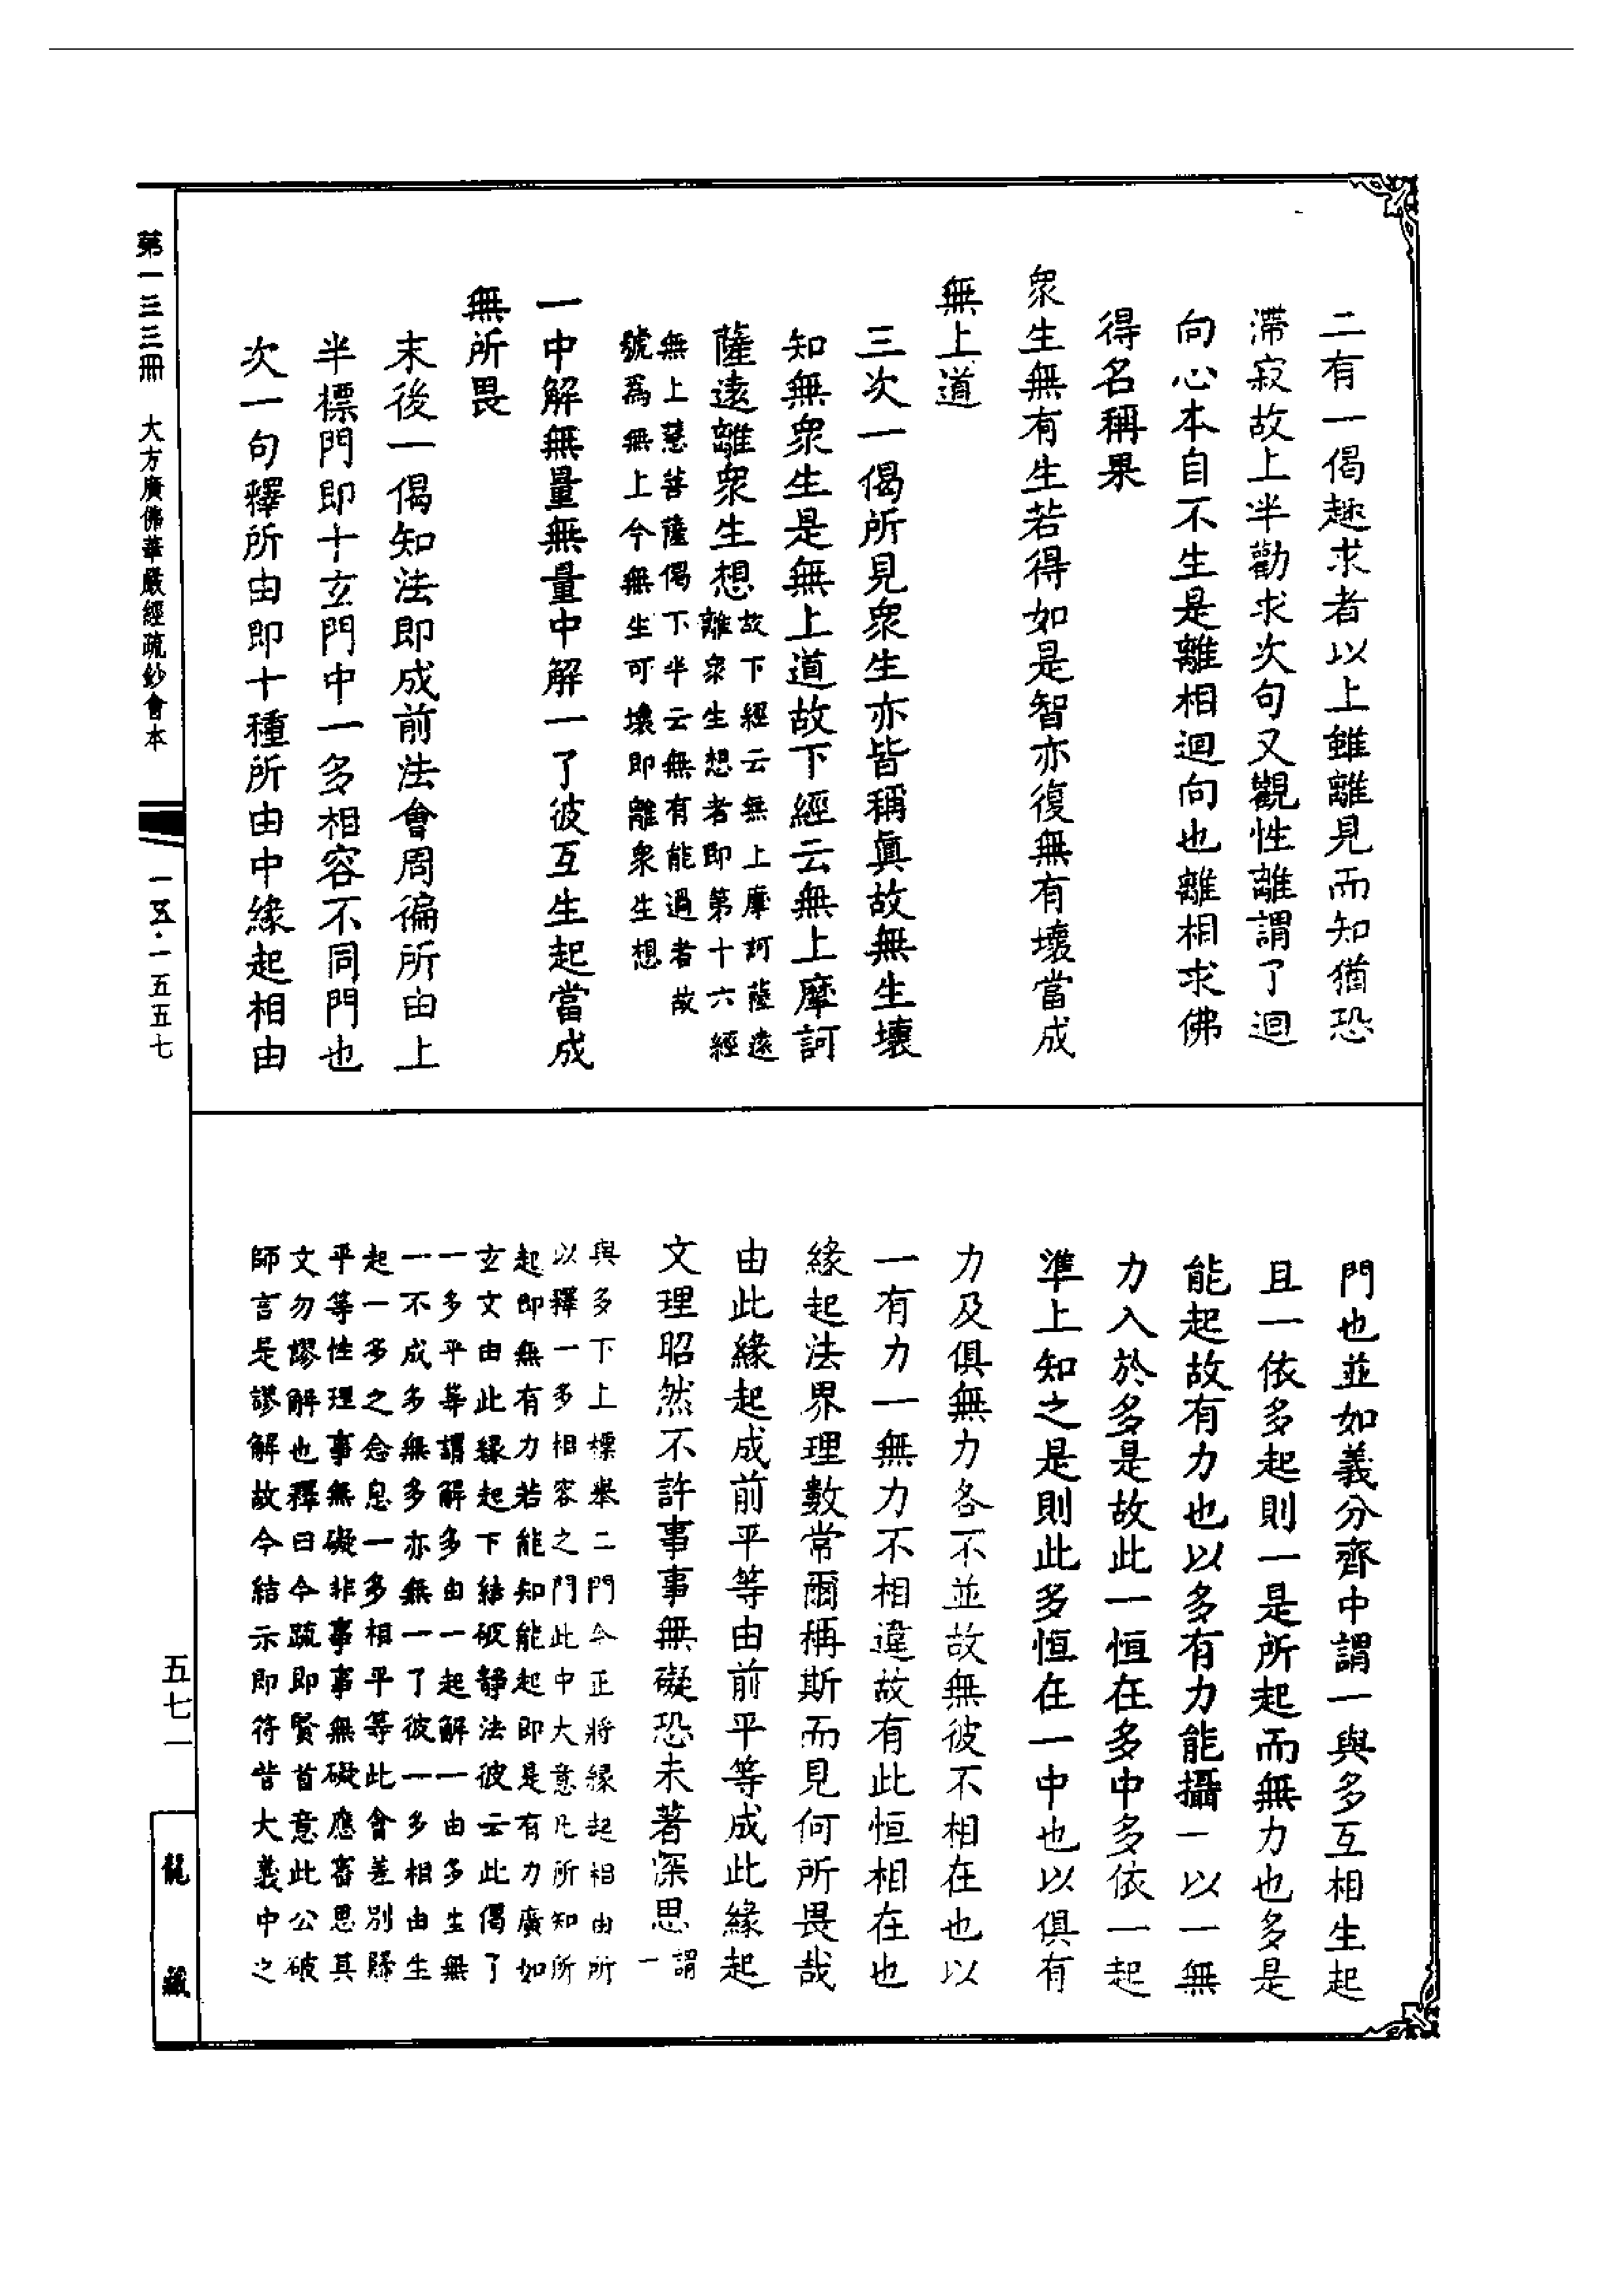 二有一偈趣求者以上雖離見而知猶恐
滯寂故上半勸求次句又觀性離謂了迴
向心本自不生是離相迴向也離相求佛
得名稱果
眾生無有生若得如是智亦復無有壞當成
無上道
三次一偈所見眾生亦皆稱眞故無生壞
知無眾生是無上道故下經云無上摩訶
薩遠離眾生想
故下經云無上摩訶薩遠
離眾生想者即第十六經
無上慧菩薩偈下半云無有能過者故
號爲無上今無生可壞即離眾生想
一中解無量無量中解一了彼互生起當成
無所畏
末後一偈知法即成前法會周徧所由上
半標門即十玄門中一多相容不同門也
次一句釋所由即十種所由中緣起相由
門也並如義分齊中謂一與多互相生起
且一依多起則一是所起而無力也多是
能起故有力也以多有力能攝一以一無
力入於多是故此一恒在多中多依一起
準上知之是則此多恒在一中也以俱有
力及俱無力各不並故無彼不相在也以
一有力一無力不相違故有此恒相在也
緣起法界理數常爾稱斯而見何所畏哉
由此緣起成前平等由前平等成此緣起
文理昭然不許事事無礙恐未著深思
謂
一
與多下上標舉二門今正將緣起相由所
以釋一多相容之門此中大意凡所知所
起即無有力若能知能起即是有力廣如
玄文由此緣起下結破靜法彼云此偈了
一多平等謂解多由一起解一由多生無
一不成多無多亦無一了彼一多相由生
起一多之念息一多相平等此會差別歸
平等性理事無礙非事事無礙應審思其
文勿謬解也釋曰今疏即賢首意此公破
師言是謬解故今結示即符昔大義中之
第一三三冊 大方廣佛華嚴經疏鈔會本
一五·一五五七
五七一
龍藏